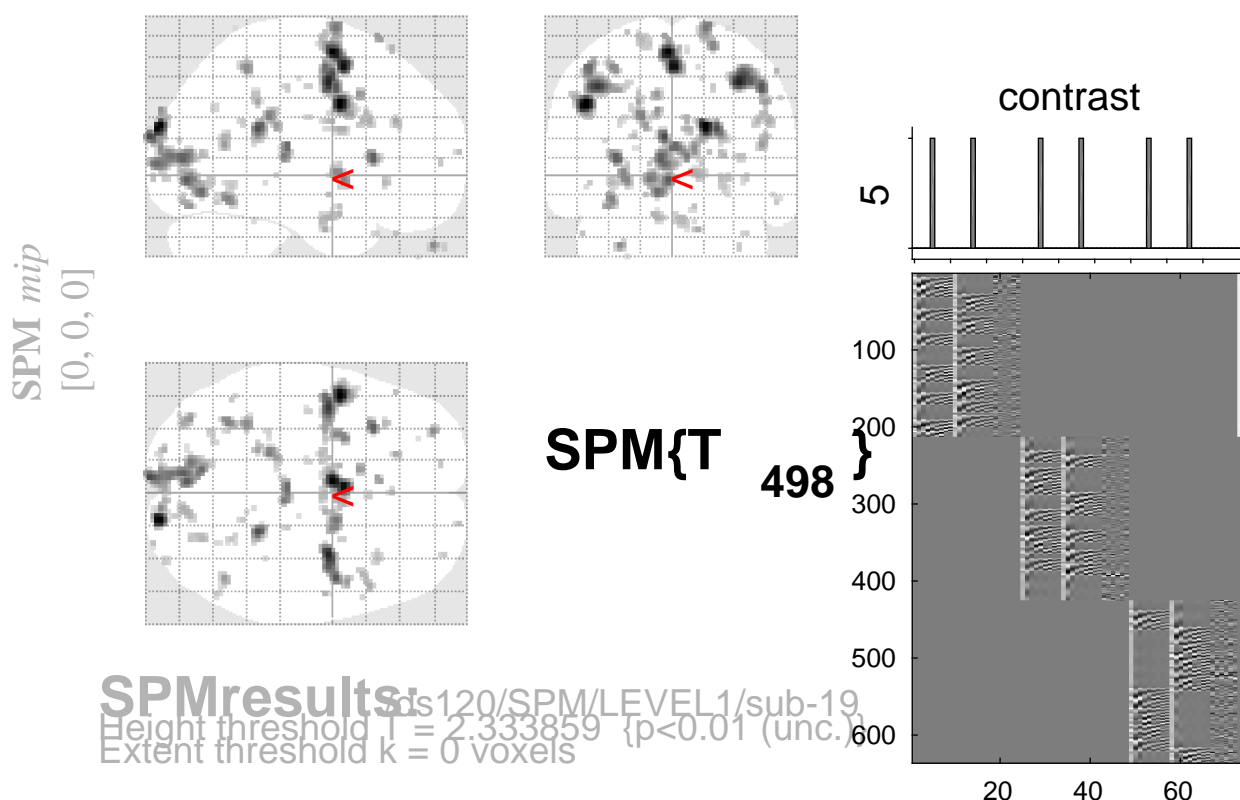 SPM mip
[0, 0, 0]
<
<
<
SPM{T 498 }
SPMresults: /ds120/SPM/LEVEL1/sub-19
Height threshold T = 2.333859 {p<0.01 (unc.)}
Extent threshold k = 0 voxels
contrast
5
100
200
300
400
500
600
20 40 60